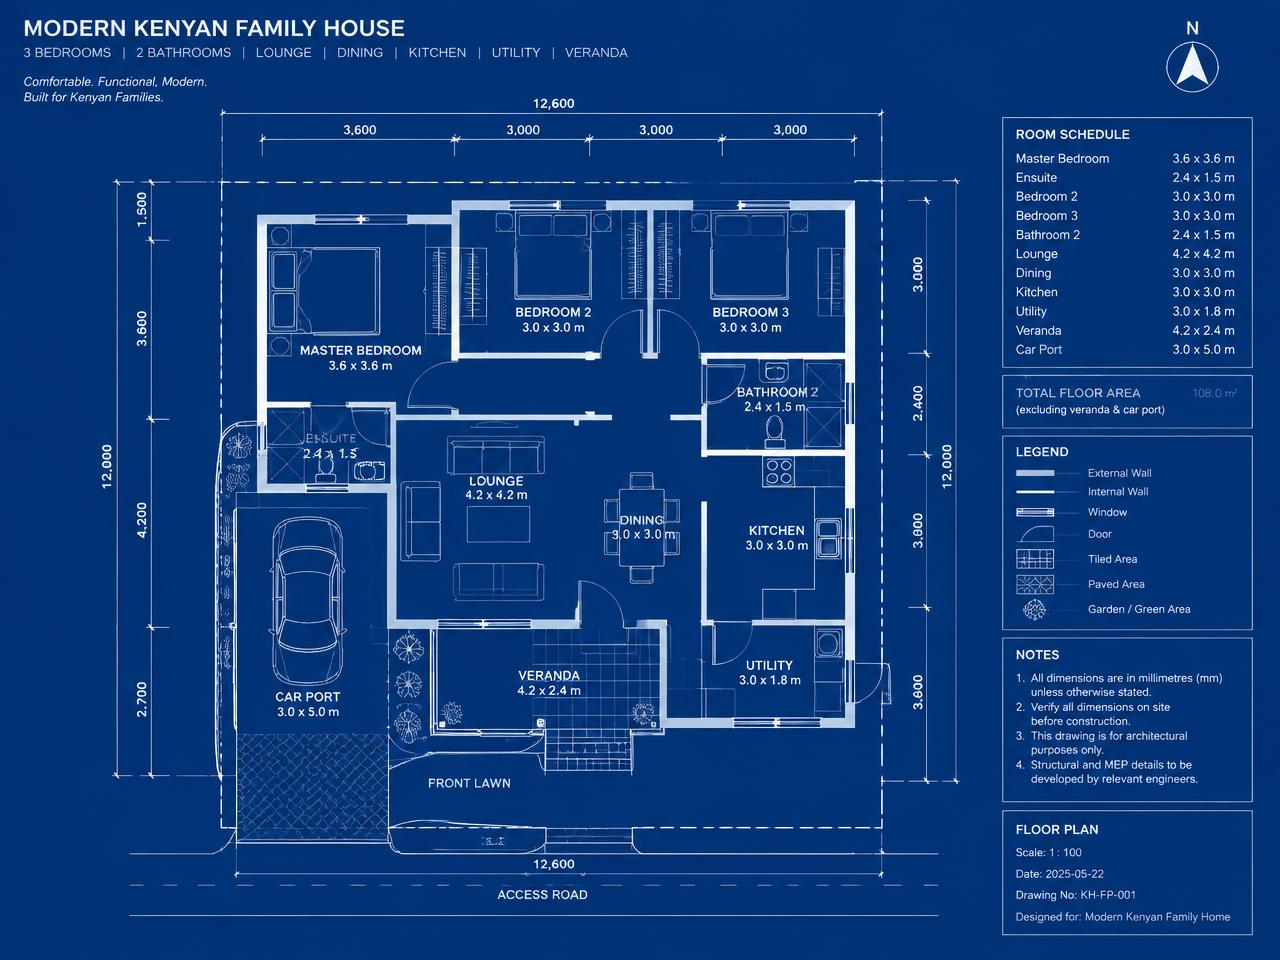 MODERN KENYAN FAMILY HOUSE
3 BEDROOMS | 2 BATHROOMS | LOUNGE | DINING | KITCHEN | UTILITY | VERANDA
Comfortable. Functional, Modern.
Built for Kenyan Families.
N
12,600
3,600 3,000 3,000 3,000
1.500
3.600
4.200
2.700
12.000
MASTER BEDROOM
3.6 x 3.6 m
BEDROOM 2
3.0 x 3.0 m
BEDROOM 3
3.0 x 3.0 m
BATHROOM 2
2.4 x 1.5 m
ENSUITE
2.4 x 1.5
LOUNGE
4.2 x 4.2 m
DINING
3.0 x 3.0 m
KITCHEN
3.0 x 3.0 m
UTILITY
3.0 x 1.8 m
VERANDA
4.2 x 2.4 m
CAR PORT
3.0 x 5.0 m
FRONT LAWN
3.000
2.400
3.600
12.000
12,600
ACCESS ROAD
ROOM SCHEDULE
Master Bedroom 3.6 x 3.6 m
Ensuite 2.4 x 1.5 m
Bedroom 2 3.0 x 3.0 m
Bedroom 3 3.0 x 3.0 m
Bathroom 2 2.4 x 1.5 m
Lounge 4.2 x 4.2 m
Dining 3.0 x 3.0 m
Kitchen 3.0 x 3.0 m
Utility 3.0 x 1.8 m
Veranda 4.2 x 2.4 m
Car Port 3.0 x 5.0 m
TOTAL FLOOR AREA 108.0 m²
(excluding veranda & car port)
LEGEND
External Wall
Internal Wall
Window
Door
Tiled Area
Paved Area
Garden / Green Area
NOTES
1. All dimensions are in millimetres (mm)
unless otherwise stated.
2. Verify all dimensions on site
before construction.
3. This drawing is for architectural
purposes only.
4. Structural and MEP details to be
developed by relevant engineers.
FLOOR PLAN
Scale: 1 : 100
Date: 2025-05-22
Drawing No: KH-FP-001
Designed for: Modern Kenyan Family Home